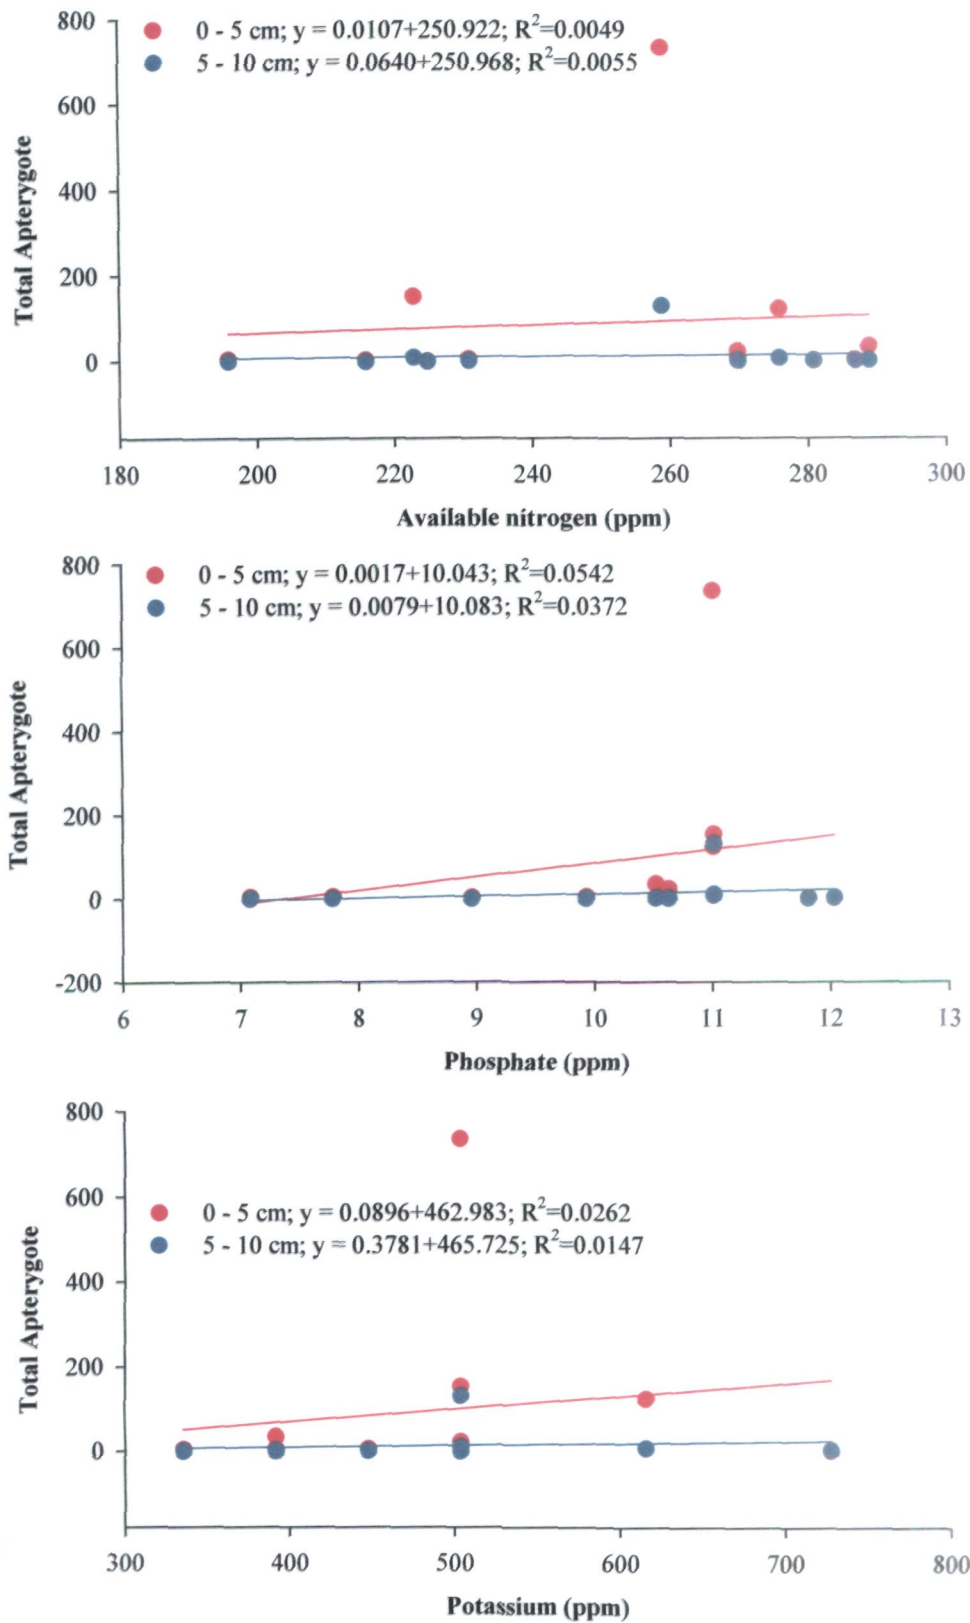 800
0 - 5 cm; y = 0.0107+250.922; R²=0.0049
5 - 10 cm; y = 0.0640+250.968; R²=0.0055
600
400
200
0
Total Apterygote
180 200 220 240 260 280 300
Available nitrogen (ppm)
800
0 - 5 cm; y = 0.0017+10.043; R²=0.0542
5 - 10 cm; y = 0.0079+10.083; R²=0.0372
600
400
200
0
-200
Total Apterygote
6 7 8 9 10 11 12 13
Phosphate (ppm)
800
600
0 - 5 cm; y = 0.0896+462.983; R²=0.0262
5 - 10 cm; y = 0.3781+465.725; R²=0.0147
400
200
0
Total Apterygote
300 400 500 600 700 800
Potassium (ppm)